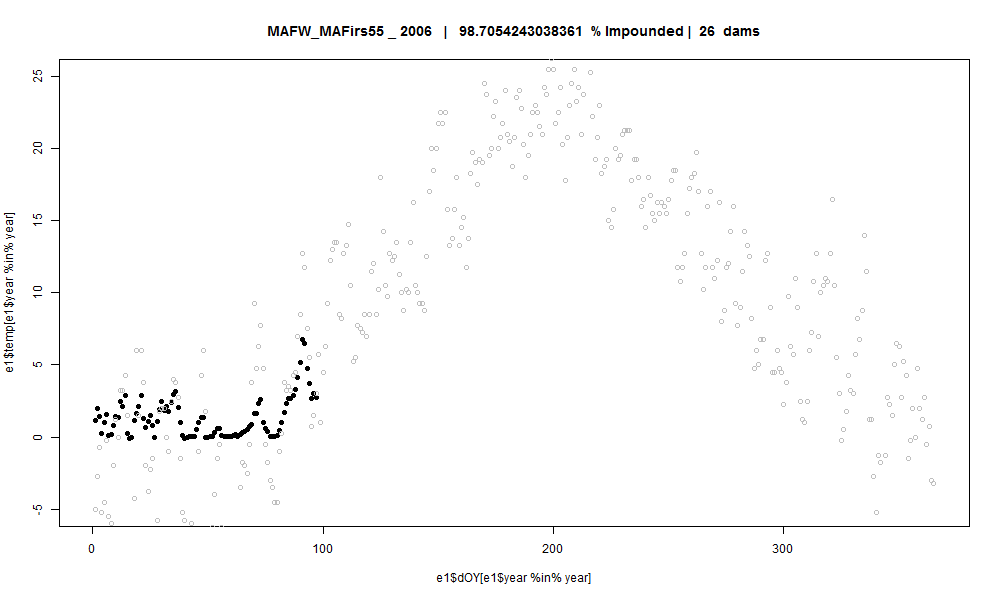 MAFW_MAFirs55 _ 2006 | 98.7054243038361 % Impounded | 26 dams
25
20
15
10
5
0
-5
e1$temp[e1$year %in% year]
0 100 200 300
e1$dOY[e1$year %in% year]